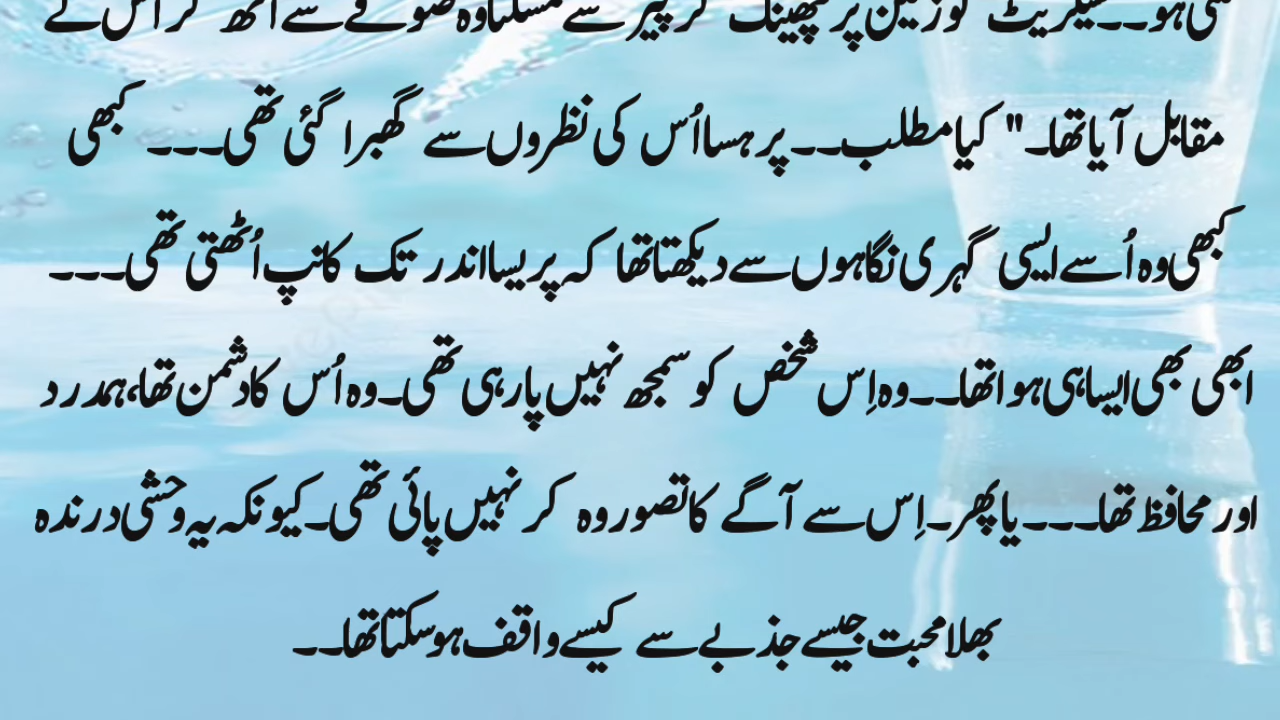 ہو۔۔سیگریٹ کو زمین پر پھینک کر پیر سے مسلتا وہ صوفے سے اٹھ کر اس کے
مقابل آیا تھا۔" کیا مطلب۔۔ پر ہسا اُس کی نظروں سے گھبرا گئی تھی۔۔۔ کبھی
کبھی وہ اُسے ایسی گہری نگاہوں سے دیکھتا تھا کہ پریسا اندر تک کانپ اُٹھتی تھی۔۔۔
ابھی بھی ایسا ہی ہوا تھا۔۔۔ وہ اِس شخص کو سمجھ نہیں پا رہی تھی۔ وہ اُس کا دشمن تھا، ہمدرد
اور محافظ تھا۔۔۔ یا پھر۔ اِس سے آگے کا تصور وہ کر نہیں پائی تھی۔ کیونکہ یہ وحشی درندہ
بھلا محبت جیسے جذبے سے کیسے واقف ہو سکتا تھا۔۔